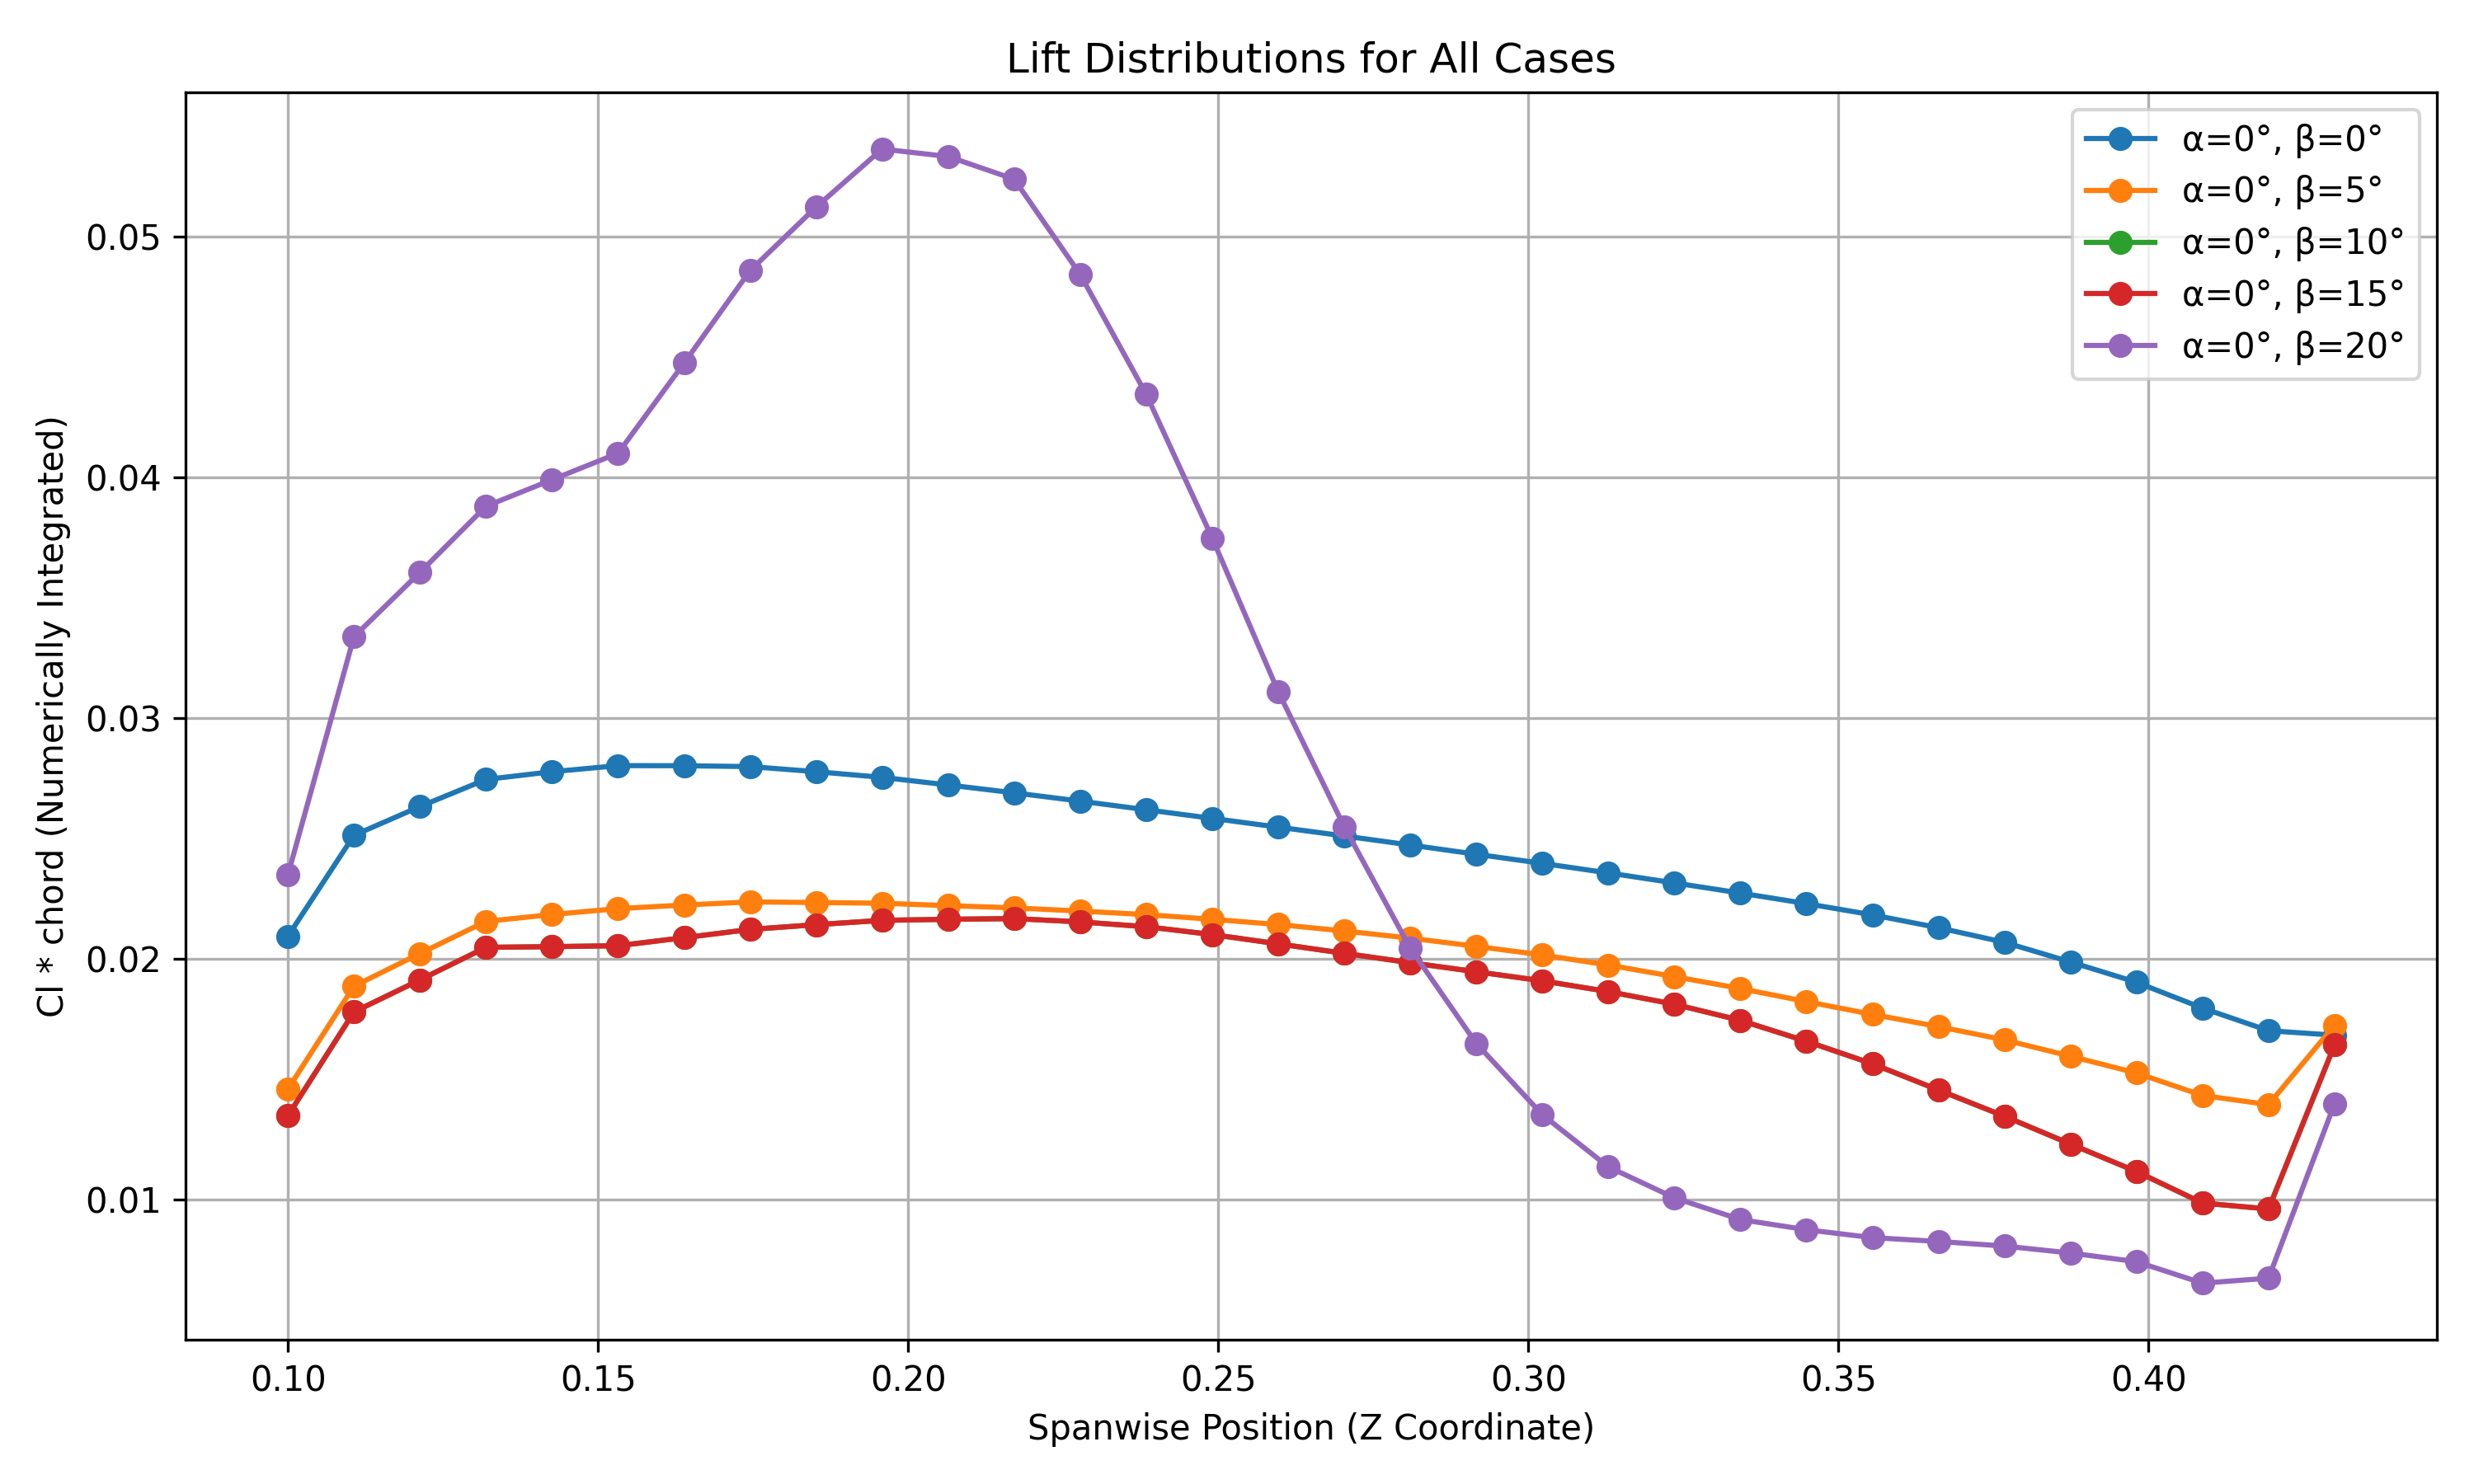 Lift Distributions for All Cases
α=0°, β=0°
α=0°, β=5°
α=0°, β=10°
α=0°, β=15°
α=0°, β=20°
Cl * chord (Numerically Integrated)
0.05
0.04
0.03
0.02
0.01
0.10 0.15 0.20 0.25 0.30 0.35 0.40
Spanwise Position (Z Coordinate)